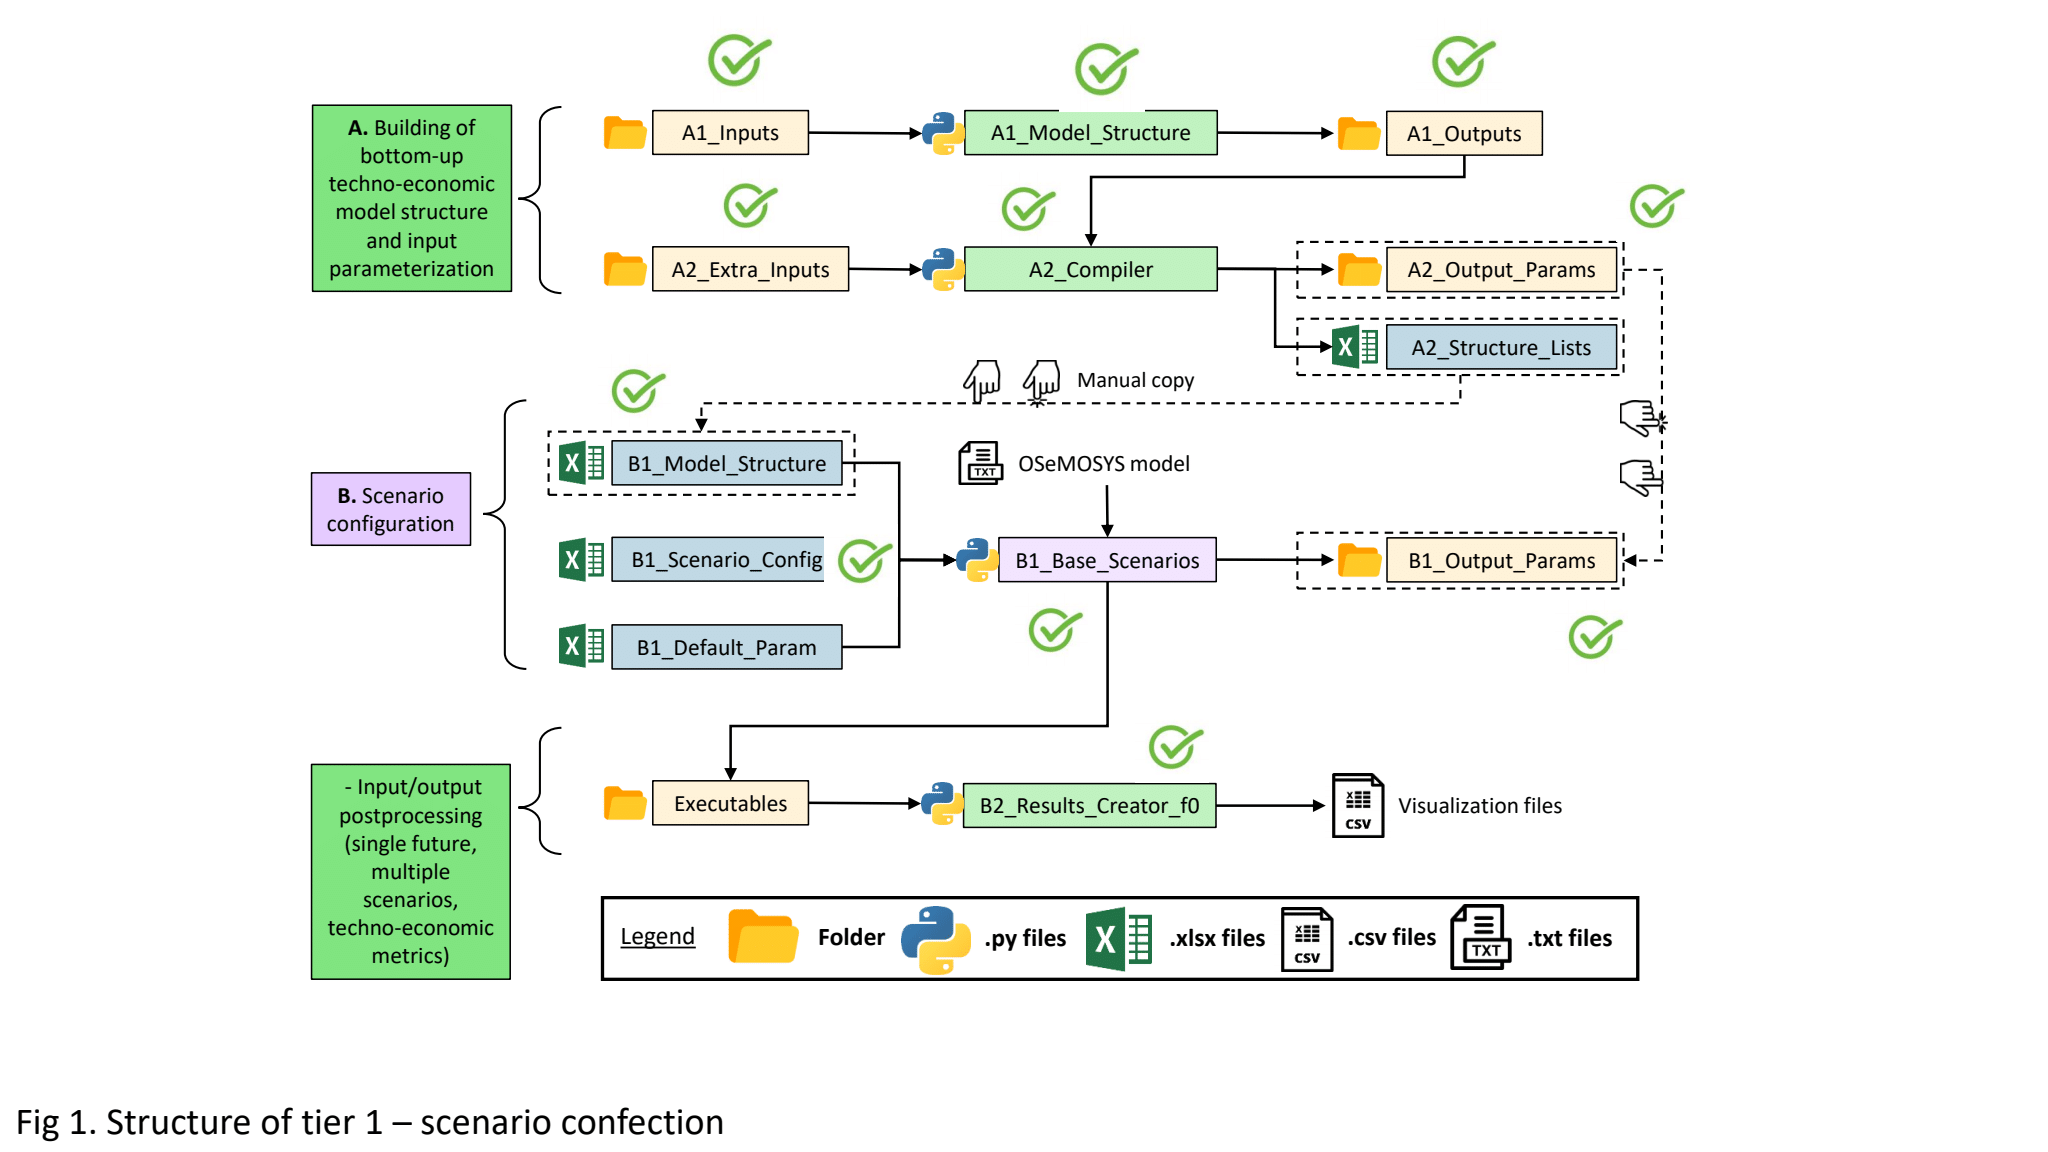 A. Building of
bottom-up
techno-economic
model structure
and input
parameterization
A1_Inputs
A1_Model_Structure
A1_Outputs
A2_Extra_Inputs
A2_Compiler
A2_Output_Params
A2_Structure_Lists
Manual copy
B. Scenario
configuration
B1_Model_Structure
TXT
OSeMOSYS model
B1_Scenario_Config
B1_Base_Scenarios
B1_Output_Params
B1_Default_Param
- Input/output
postprocessing
(single future,
multiple
scenarios,
techno-economic
metrics)
Executables
B2_Results_Creator_f0
CSV
Visualization files
Legend
Folder
.py files
X
.xlsx files
CSV
.csv files
TXT
.txt files
Fig 1. Structure of tier 1 – scenario confection